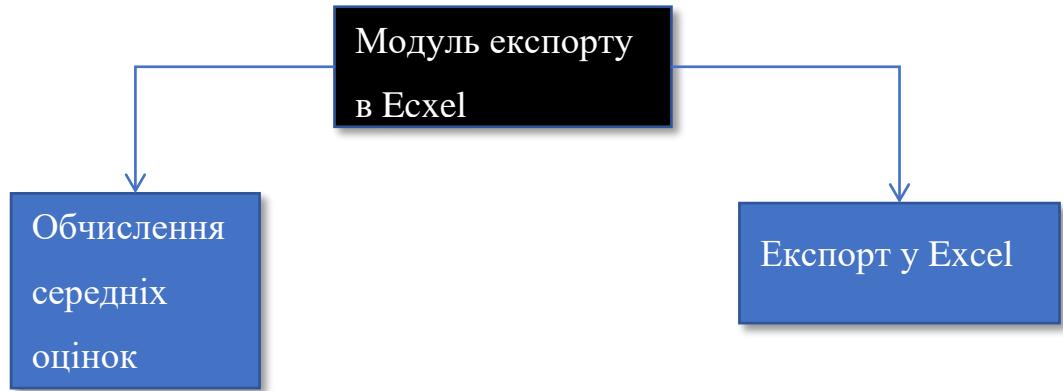 Модуль експорту
в Ecxel
Обчислення
середніх
оцінок
Експорт у Excel